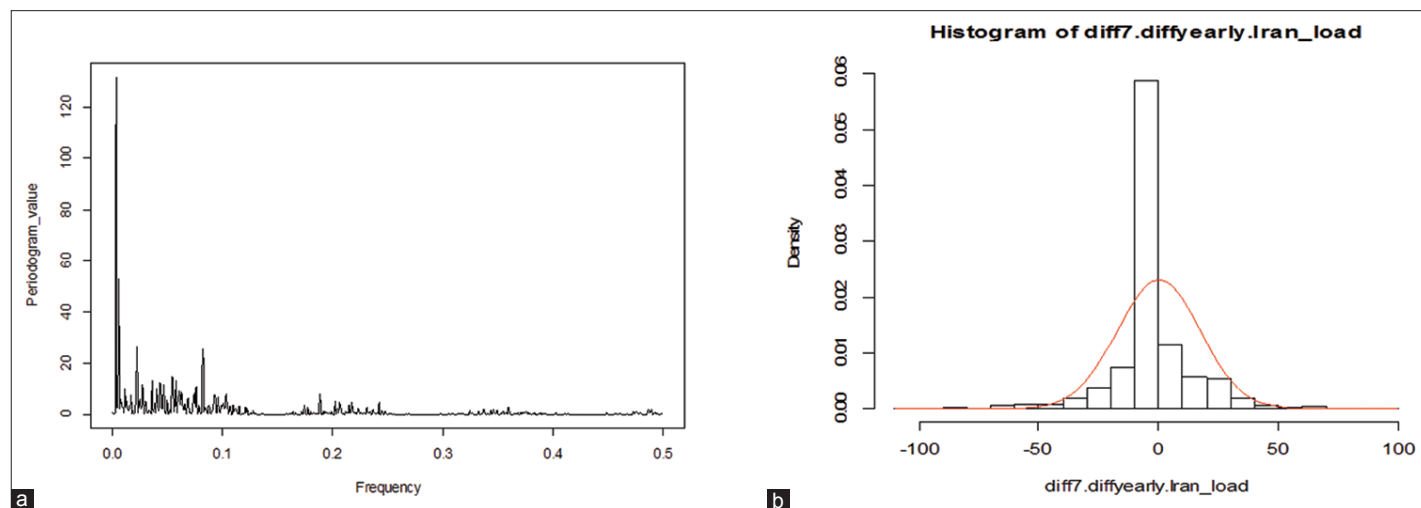 Periodogram_value
120
100
80
60
40
20
0
0.0 0.1 0.2 0.3 0.4 0.5
Frequency
a
Histogram of diff7.diffyearly.Iran_load
Density
0.06
0.05
0.04
0.03
0.02
0.01
0.00
-100 -50 0 50 100
diff7.diffyearly.Iran_load
b